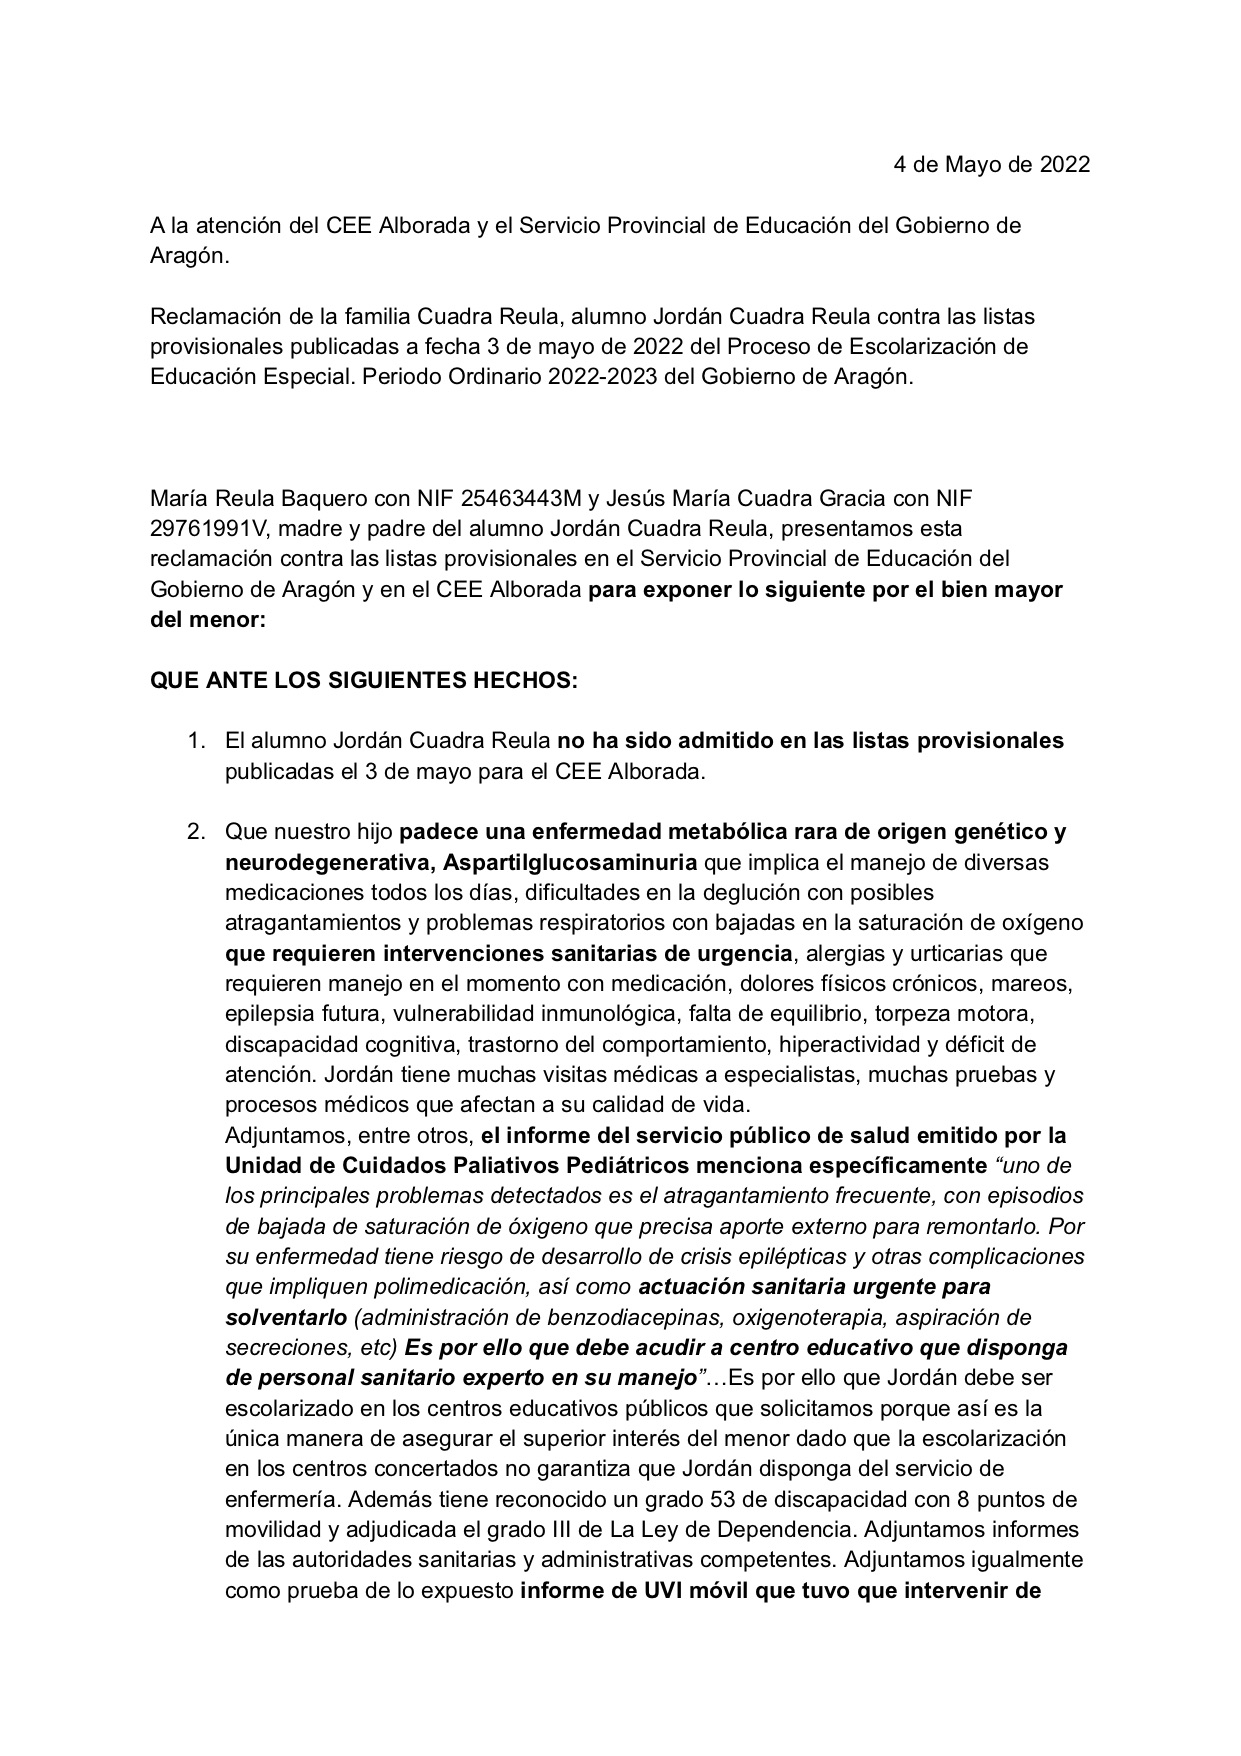 4 de Mayo de 2022
A la atención del CEE Alborada y el Servicio Provincial de Educación del Gobierno de
Aragón.
Reclamación de la familia Cuadra Reula, alumno Jordán Cuadra Reula contra las listas
provisionales publicadas a fecha 3 de mayo de 2022 del Proceso de Escolarización de
Educación Especial. Periodo Ordinario 2022-2023 del Gobierno de Aragón.
María Reula Baquero con NIF 25463443M y Jesús María Cuadra Gracia con NIF
29761991V, madre y padre del alumno Jordán Cuadra Reula, presentamos esta
reclamación contra las listas provisionales en el Servicio Provincial de Educación del
Gobierno de Aragón y en el CEE Alborada para exponer lo siguiente por el bien mayor
del menor:
QUE ANTE LOS SIGUIENTES HECHOS:
1. El alumno Jordán Cuadra Reula no ha sido admitido en las listas provisionales
publicadas el 3 de mayo para el CEE Alborada.
2. Que nuestro hijo padece una enfermedad metabólica rara de origen genético y
neurodegenerativa, Aspartilglucosaminuria que implica el manejo de diversas
medicaciones todos los días, dificultades en la deglución con posibles
atragantamientos y problemas respiratorios con bajadas en la saturación de oxígeno
que requieren intervenciones sanitarias de urgencia, alergias y urticarias que
requieren manejo en el momento con medicación, dolores físicos crónicos, mareos,
epilepsia futura, vulnerabilidad inmunológica, falta de equilibrio, torpeza motora,
discapacidad cognitiva, trastorno del comportamiento, hiperactividad y déficit de
atención. Jordán tiene muchas visitas médicas a especialistas, muchas pruebas y
procesos médicos que afectan a su calidad de vida.
Adjuntamos, entre otros, el informe del servicio público de salud emitido por la
Unidad de Cuidados Paliativos Pediátricos menciona específicamente “uno de
los principales problemas detectados es el atragantamiento frecuente, con episodios
de bajada de saturación de óxigeno que precisa aporte externo para remontarlo. Por
su enfermedad tiene riesgo de desarrollo de crisis epilépticas y otras complicaciones
que impliquen polimedicación, así como actuación sanitaria urgente para
solventarlo (administración de benzodiacepinas, oxigenoterapia, aspiración de
secreciones, etc) Es por ello que debe acudir a centro educativo que disponga
de personal sanitario experto en su manejo”…Es por ello que Jordán debe ser
escolarizado en los centros educativos públicos que solicitamos porque así es la
única manera de asegurar el superior interés del menor dado que la escolarización
en los centros concertados no garantiza que Jordán disponga del servicio de
enfermería. Además tiene reconocido un grado 53 de discapacidad con 8 puntos de
movilidad y adjudicada el grado III de La Ley de Dependencia. Adjuntamos informes
de las autoridades sanitarias y administrativas competentes. Adjuntamos igualmente
como prueba de lo expuesto informe de UVI móvil que tuvo que intervenir de